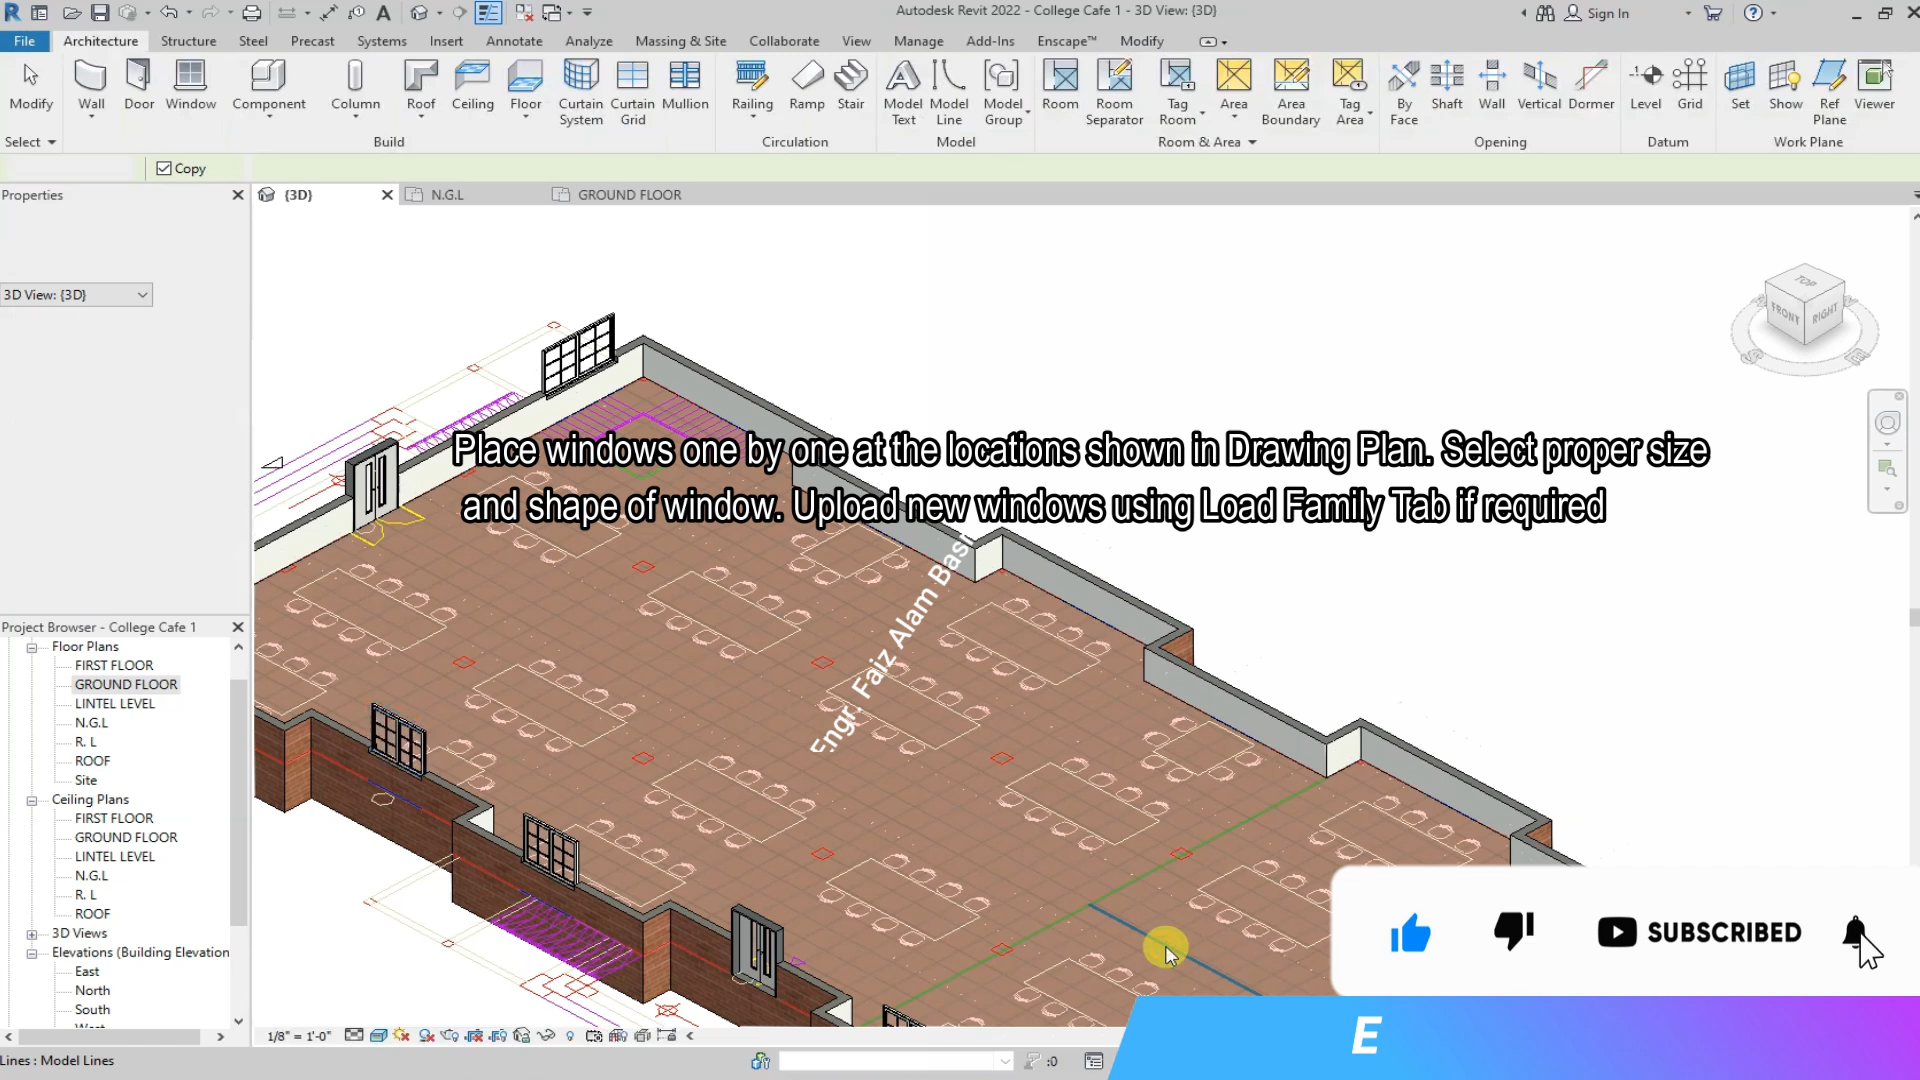 Autodesk Revit 2022 - College Cafe 1 - 3D View: {3D}
Sign In
File Architecture Structure Steel Precast Systems Insert Annotate Analyze Massing & Site Collaborate View Manage Add-Ins Enscape™ Modify
Modify Wall Door Window Component Column Roof Ceiling Floor Curtain System Curtain Grid Mullion Railing Ramp Stair Model Text Model Line Model Group Room Room Separator Tag Room Area Area Boundary Tag Area By Face Shaft Wall Vertical Dormer Level Grid Set Show Ref Plane Viewer
Select Build Circulation Model Room & Area Opening Datum Work Plane
Copy
Properties
{3D} N.G.L GROUND FLOOR
3D View: {3D}
TOP
FRONT RIGHT
Place windows one by one at the locations shown in Drawing Plan. Select proper size
and shape of window. Upload new windows using Load Family Tab if required
Engr. Faiz Alam Basi
Project Browser - College Cafe 1
Floor Plans
FIRST FLOOR
GROUND FLOOR
LINTEL LEVEL
N.G.L
R. L
ROOF
Site
Ceiling Plans
FIRST FLOOR
GROUND FLOOR
LINTEL LEVEL
N.G.L
R. L
ROOF
3D Views
Elevations (Building Elevation
East
North
South
SUBSCRIBED
1/8" = 1'-0"
E
Lines : Model Lines
:0